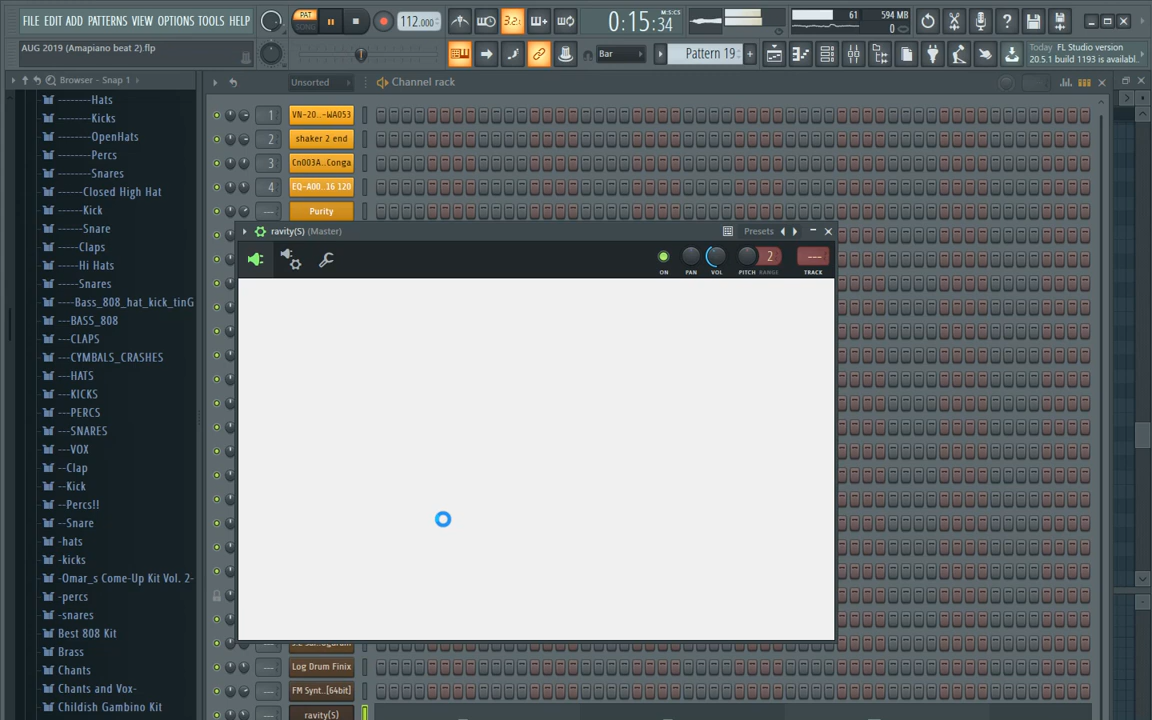 FILE EDIT ADD PATTERNS VIEW OPTIONS TOOLS HELP
PAT
SONG
112.000
3.2.
0:15:34
M:S:CS
61
594 MB
0
AUG 2019 (Amapiano beat 2).flp
Bar
Pattern 19
Today
FL Studio version
20.5.1 build 1193 is availabl.
Browser - Snap 1
Unsorted
Channel rack
--------Hats
--------Kicks
--------OpenHats
--------Percs
--------Snares
------Closed High Hat
------Kick
------Snare
-----Claps
-----Hi Hats
-----Snares
----Bass_808_hat_kick_tinG
---BASS_808
---CLAPS
---CYMBALS_CRASHES
---HATS
---KICKS
---PERCS
---SNARES
---VOX
--Clap
--Kick
--Percs!!
--Snare
-hats
-kicks
-Omar_s Come-Up Kit Vol. 2-
-percs
-snares
Best 808 Kit
Brass
Chants
Chants and Vox-
Childish Gambino Kit
1 VN-20...-WA053
2 shaker 2 end
3 Cn003A...Conga
4 EQ-A00...16 120
--- Purity
ravity(S) (Master)
Presets
2
---
ON PAN VOL PITCH RANGE TRACK
--- Log Drum Finix
--- FM Synt...[64bit]
--- ravity(S)